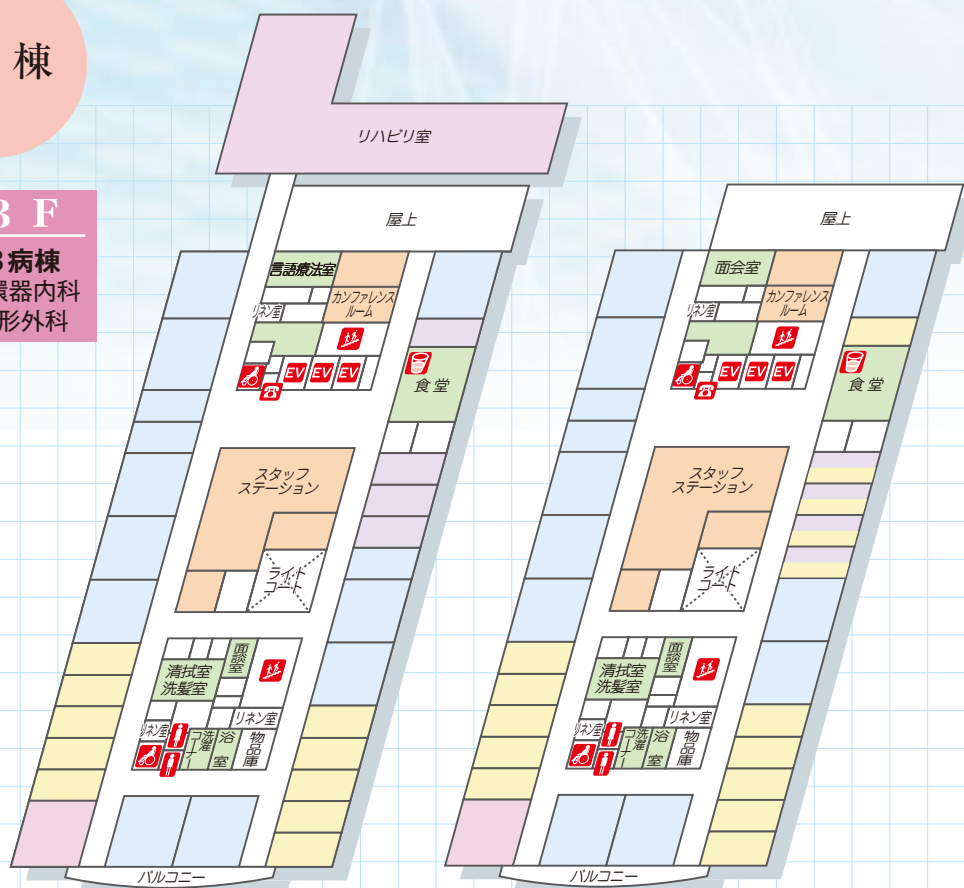 棟
3 F
3病棟
環器内科
形外科
リハビリ室
屋上
言語療法室
カンファレンス
ルーム
リネン室
EV
EV
EV
食堂
スタッフ
ステーション
ライト
コート
面談室
清拭室
洗髪室
リネン室
リネン室
洗濯
コーナー
浴室
物品庫
バルコニー
屋上
面会室
カンファレンス
ルーム
リネン室
EV
EV
EV
食堂
スタッフ
ステーション
ライト
コート
面談室
清拭室
洗髪室
リネン室
リネン室
洗濯
コーナー
浴室
物品庫
バルコニー